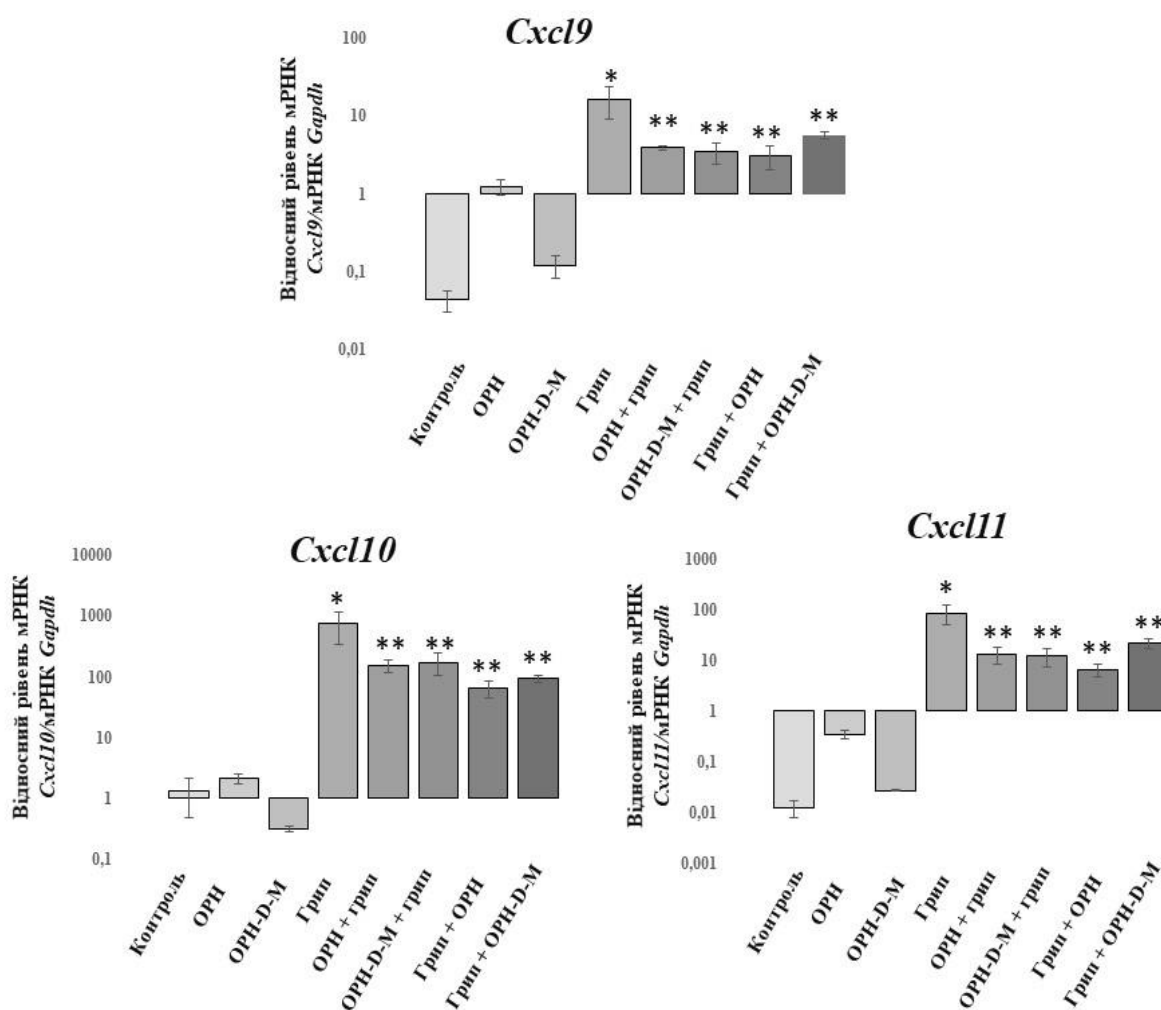 Cxcl9
Відносний рівень мРНК
Cxcl9/мРНК Gapdh
100
10
1
0,1
0,01
*
**
**
**
**
Контроль
ОРН
ОРН-D-M
Грип
ОРН + грип
ОРН-D-M + грип
Грип + ОРН
Грип + ОРН-D-M
Cxcl10
Відносний рівень мРНК
Cxcl10/мРНК Gapdh
10000
1000
100
10
1
0,1
*
**
**
**
**
Контроль
ОРН
ОРН-D-M
Грип
ОРН + грип
ОРН-D-M + грип
Грип + ОРН
Грип + ОРН-D-M
Cxcl11
Відносний рівень мРНК
Cxcl11/мРНК Gapdh
1000
100
10
1
0,1
0,01
0,001
*
**
**
**
**
Контроль
ОРН
ОРН-D-M
Грип
ОРН + грип
ОРН-D-M + грип
Грип + ОРН
Грип + ОРН-D-M